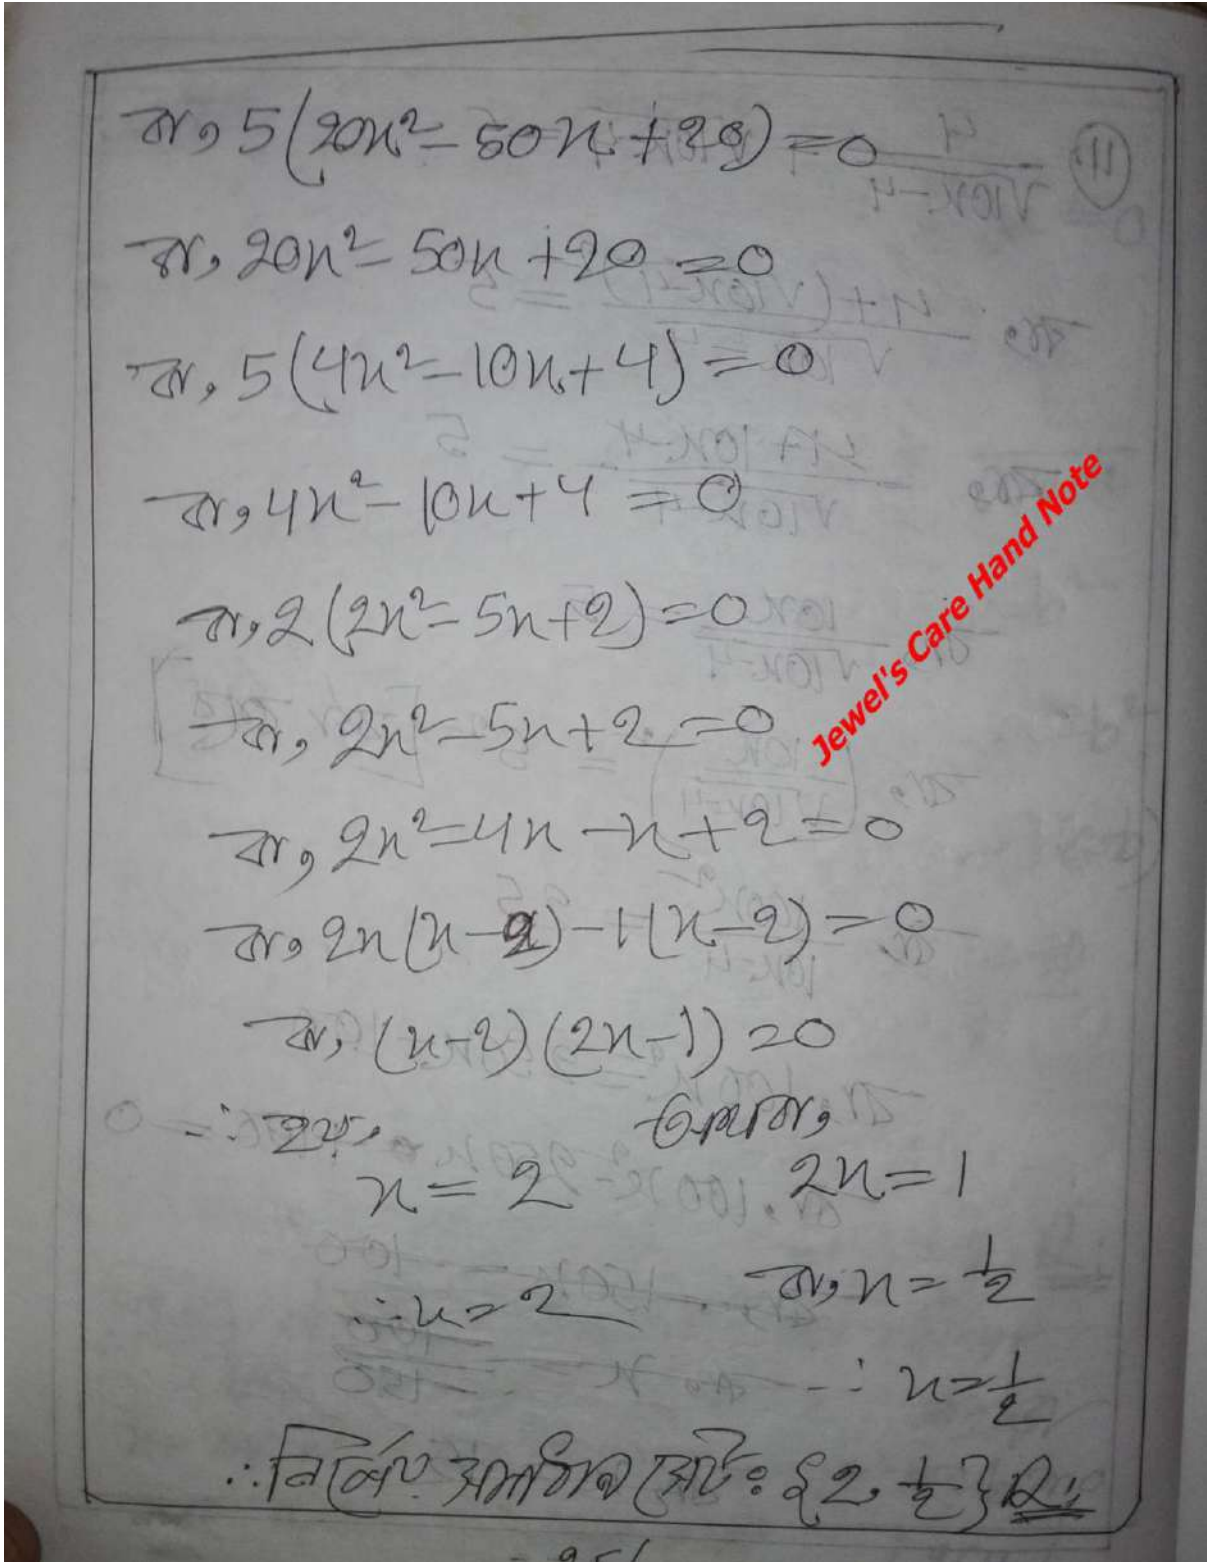 বা, 5(20x² - 50x + 20) = 0
বা, 20x² - 50x + 20 = 0
বা, 5(4x² - 10x + 4) = 0
বা, 4x² - 10x + 4 = 0
বা, 2(2x² - 5x + 2) = 0
বা, 2x² - 5x + 2 = 0
বা, 2x² - 4x - x + 2 = 0
বা, 2x(x - 2) - 1(x - 2) = 0
বা, (x - 2)(2x - 1) = 0
∴ হয়, অথবা,
x = 2 2x = 1
∴ x = 2 বা, x = 1/2
∴ x = 1/2
∴ নির্ণেয় সমাধান সেট: {2, 1/2}
Jewel's Care Hand Note